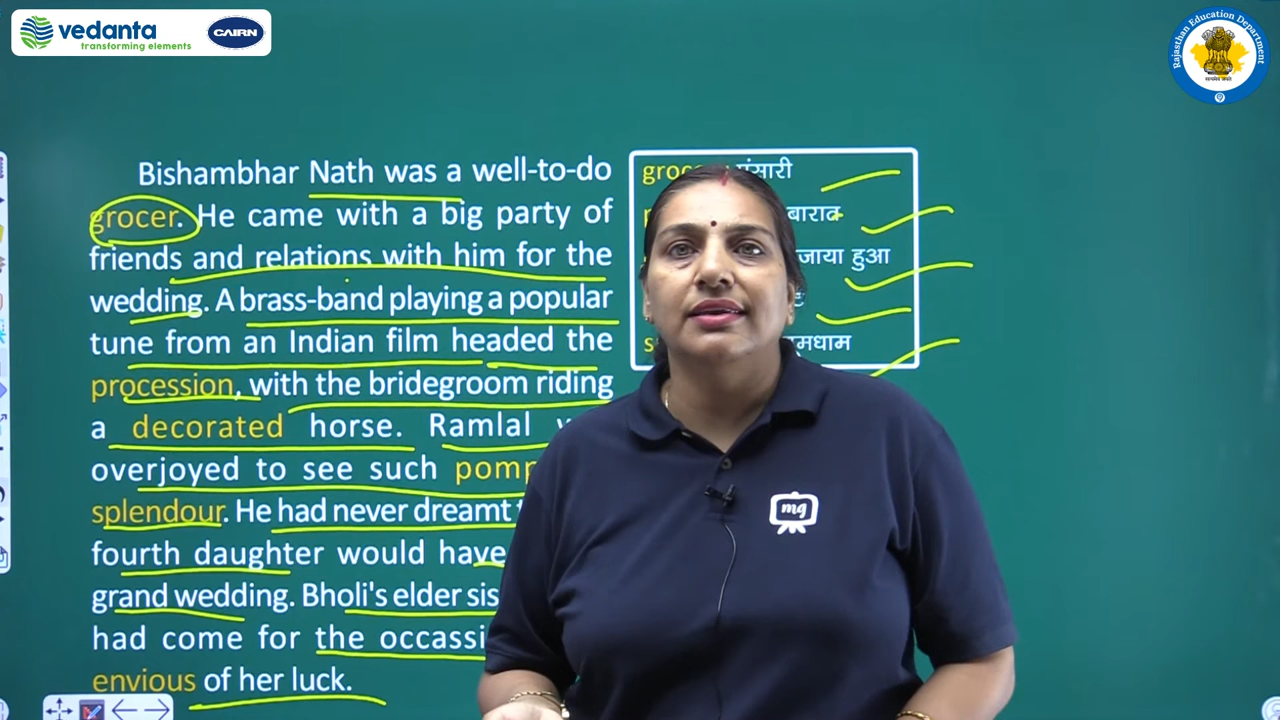 vedanta
transforming elements
CAIRN
Rajasthan Education Department
Bishambhar Nath was a well-to-do
grocer. He came with a big party of
friends and relations with him for the
wedding. A brass-band playing a popular
tune from an Indian film headed the
procession, with the bridegroom riding
a decorated horse. Ramlal
overjoyed to see such pomp
splendour. He had never dreamt
fourth daughter would have
grand wedding. Bholi's elder
had come for the
envious of her luck.
बारात
हुआ
mg